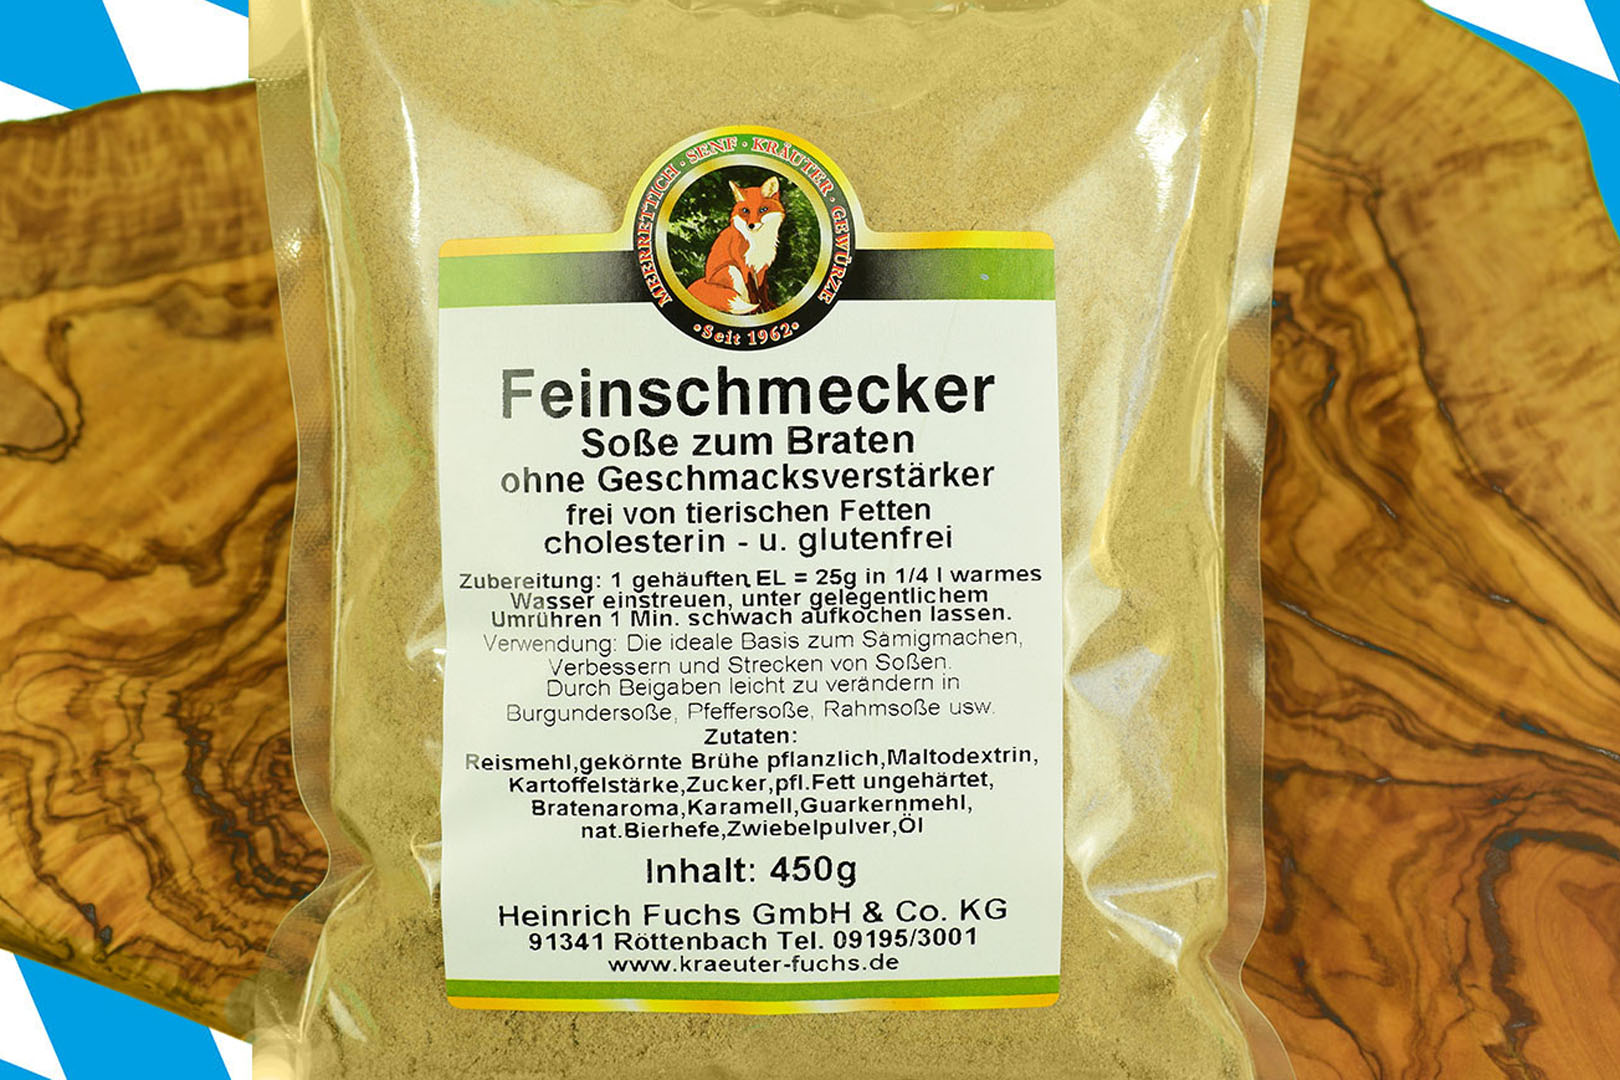 MEERRETTICH · SENF · KRÄUTER · GEWÜRZE
• Seit 1962 •
Feinschmecker
Soße zum Braten
ohne Geschmacksverstärker
frei von tierischen Fetten
cholesterin - u. glutenfrei
Zubereitung: 1 gehäuften EL = 25g in 1/4 l warmes
Wasser einstreuen, unter gelegentlichem
Umrühren 1 Min. schwach aufkochen lassen.
Verwendung: Die ideale Basis zum Sämigmachen,
Verbessern und Strecken von Soßen.
Durch Beigaben leicht zu verändern in
Burgundersoße, Pfeffersoße, Rahmsoße usw.
Zutaten:
Reismehl,gekörnte Brühe pflanzlich,Maltodextrin,
Kartoffelstärke,Zucker,pfl.Fett ungehärtet,
Bratenaroma,Karamell,Guarkernmehl,
nat.Bierhefe,Zwiebelpulver,Öl
Inhalt: 450g
Heinrich Fuchs GmbH & Co. KG
91341 Röttenbach Tel. 09195/3001
www.kraeuter-fuchs.de